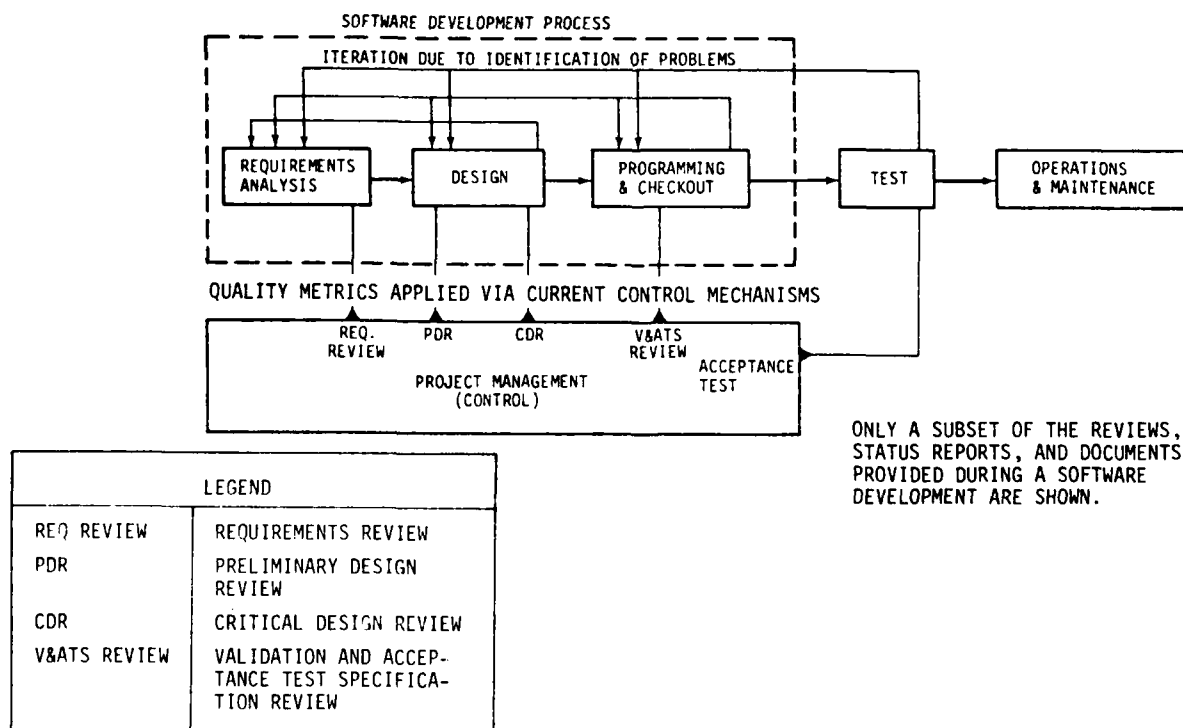 SOFTWARE DEVELOPMENT PROCESS
ITERATION DUE TO IDENTIFICATION OF PROBLEMS
REQUIREMENTS
ANALYSIS
DESIGN
PROGRAMMING
& CHECKOUT
TEST
OPERATIONS
& MAINTENANCE
QUALITY METRICS APPLIED VIA CURRENT CONTROL MECHANISMS
REQ.
REVIEW
PDR
CDR
V&ATS
REVIEW
ACCEPTANCE
TEST
PROJECT MANAGEMENT
(CONTROL)
ONLY A SUBSET OF THE REVIEWS,
STATUS REPORTS, AND DOCUMENTS
PROVIDED DURING A SOFTWARE
DEVELOPMENT ARE SHOWN.
LEGEND
REQ REVIEW REQUIREMENTS REVIEW
PDR PRELIMINARY DESIGN
REVIEW
CDR CRITICAL DESIGN REVIEW
V&ATS REVIEW VALIDATION AND ACCEP-
TANCE TEST SPECIFICA-
TION REVIEW